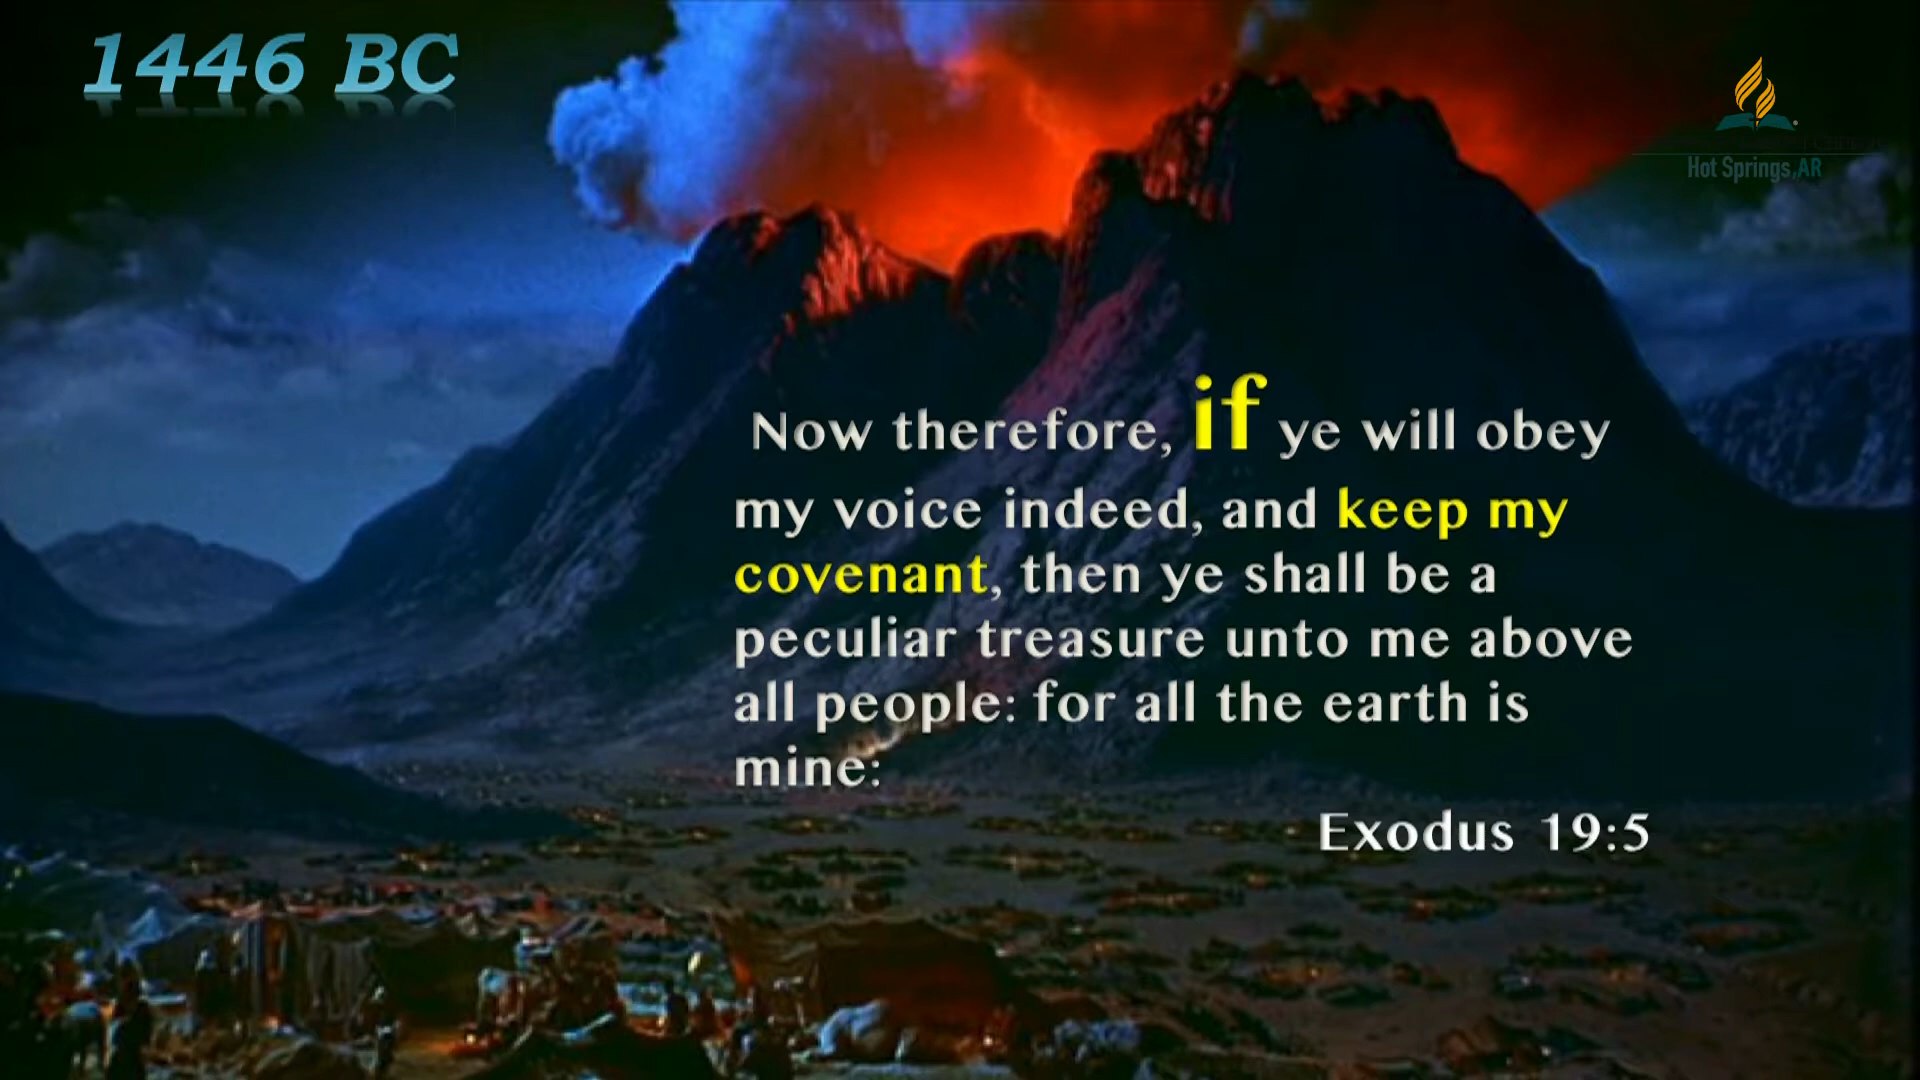 1446 BC
Hot Springs, AR
Now therefore, if ye will obey
my voice indeed, and keep my
covenant, then ye shall be a
peculiar treasure unto me above
all people: for all the earth is
mine:
Exodus 19:5